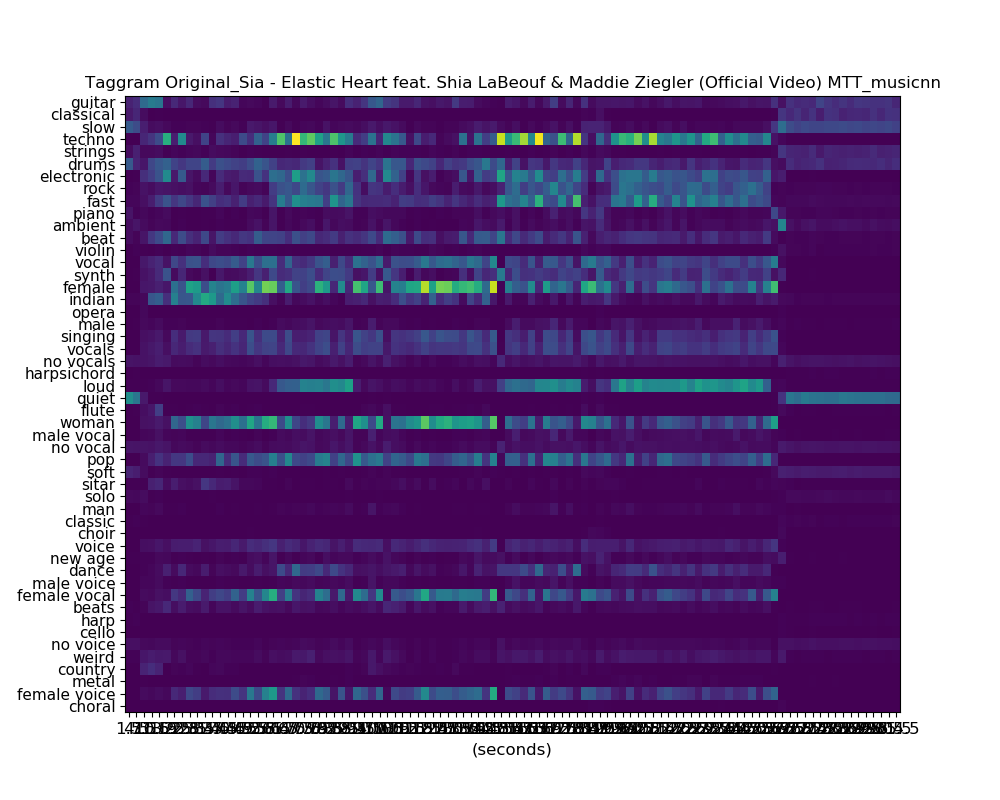 Taggram Original_Sia - Elastic Heart feat. Shia LaBeouf & Maddie Ziegler (Official Video) MTT_musicnn
guitar
classical
slow
techno
strings
drums
electronic
rock
fast
piano
ambient
beat
violin
vocal
synth
female
indian
opera
male
singing
vocals
no vocals
harpsichord
loud
quiet
flute
woman
male vocal
no vocal
pop
soft
sitar
solo
man
classic
choir
voice
new age
dance
male voice
female vocal
beats
harp
cello
no voice
weird
country
metal
female voice
choral
(seconds)